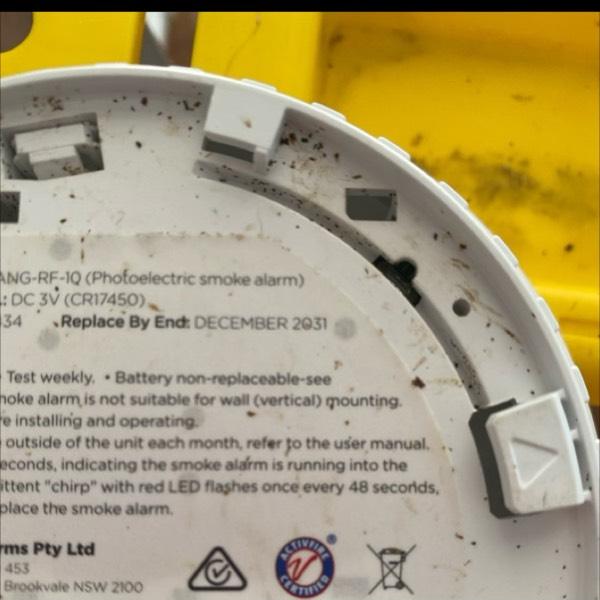 ANG-RF-1Q (Photoelectric smoke alarm)
.: DC 3V (CR17450)
34 Replace By End: DECEMBER 2031
Test weekly. • Battery non-replaceable-see
noke alarm is not suitable for wall (vertical) mounting.
e installing and operating.
outside of the unit each month, refer to the user manual.
econds, indicating the smoke alarm is running into the
ittent "chirp" with red LED flashes once every 48 seconds,
place the smoke alarm.
rms Pty Ltd
453
Brookvale NSW 2100
ACTIVFIRE
CERTIFIED
®